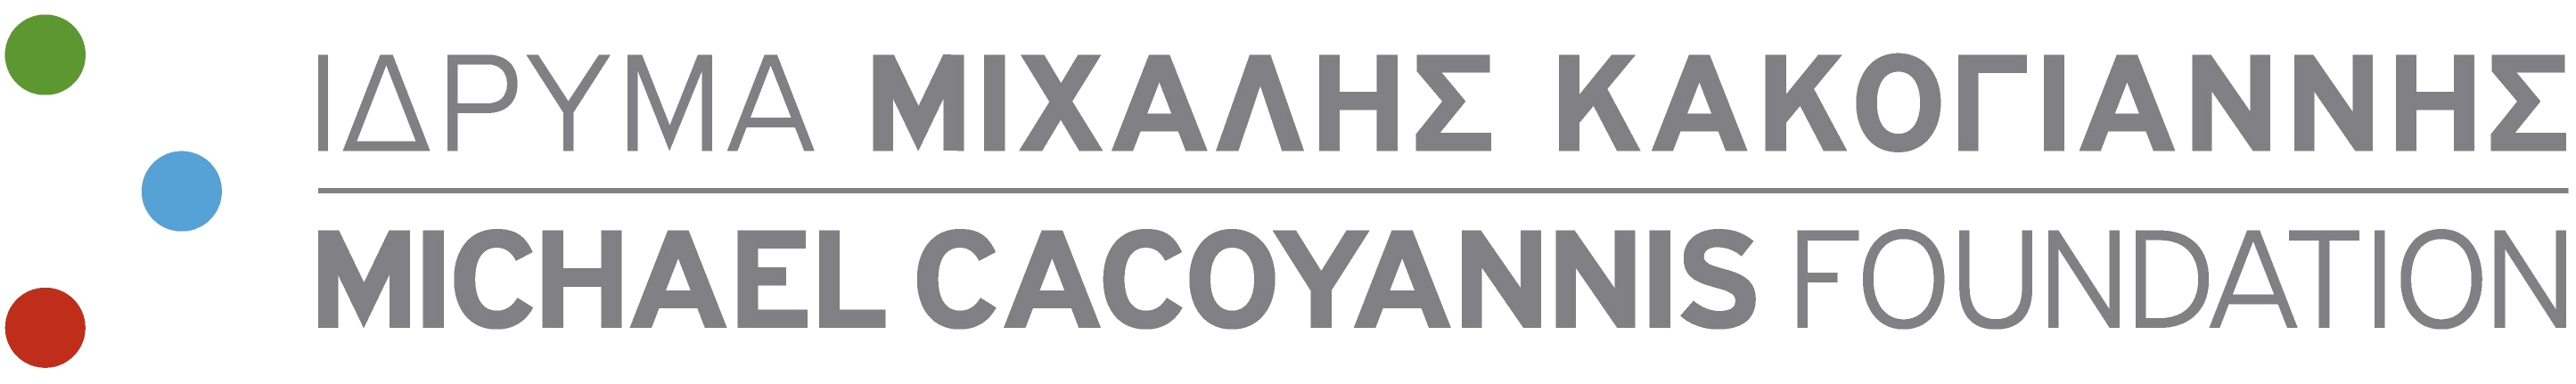 ΙΔΡΥΜΑ ΜΙΧΑΛΗΣ ΚΑΚΟΓΙΑΝΝΗΣ
MICHAEL CACOYANNIS FOUNDATION